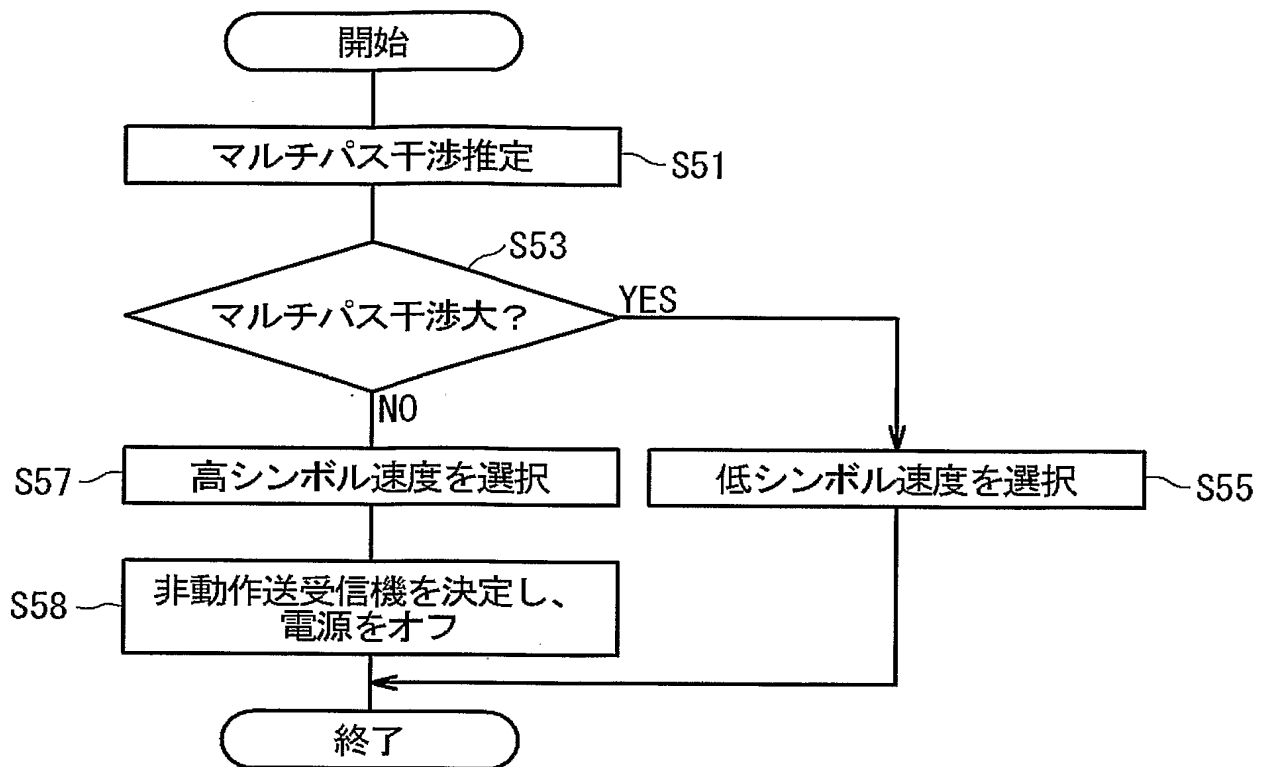 開始
マルチパス干渉推定
S51
S53
マルチパス干渉大?
YES
NO
S57
高シンボル速度を選択
低シンボル速度を選択
S55
S58
非動作送受信機を決定し、
電源をオフ
終了